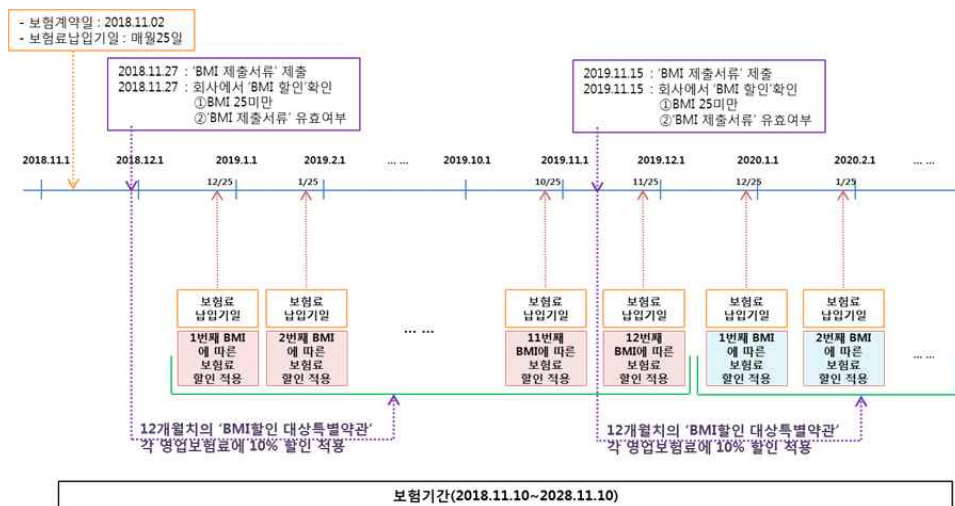 - 보험계약일 : 2018.11.02
- 보험료납입기일 : 매월25일
2018.11.27 : ‘BMI 제출서류’ 제출
2018.11.27 : 회사에서 ‘BMI 할인’확인
①BMI 25미만
②‘BMI 제출서류’ 유효여부
2019.11.15 : ‘BMI 제출서류’ 제출
2019.11.15 : 회사에서 ‘BMI 할인’확인
①BMI 25미만
②‘BMI 제출서류’ 유효여부
2018.11.1 2018.12.1 2019.1.1 2019.2.1 ... ... 2019.10.1 2019.11.1 2019.12.1 2020.1.1 2020.2.1 ... ...
12/25 1/25 10/25 11/25 12/25 1/25
보험료
납입기일
1번째 BMI
에 따른
보험료
할인 적용
보험료
납입기일
2번째 BMI
에 따른
보험료
할인 적용
... ...
보험료
납입기일
11번째
BMI에 따른
보험료
할인 적용
보험료
납입기일
12번째
BMI에 따른
보험료
할인 적용
보험료
납입기일
1번째 BMI
에 따른
보험료
할인 적용
보험료
납입기일
2번째 BMI
에 따른
보험료
할인 적용
... ...
12개월치의 ‘BMI할인 대상특별약관’
각 영업보험료에 10% 할인 적용
12개월치의 ‘BMI할인 대상특별약관’
각 영업보험료에 10% 할인 적용
보험기간(2018.11.10~2028.11.10)